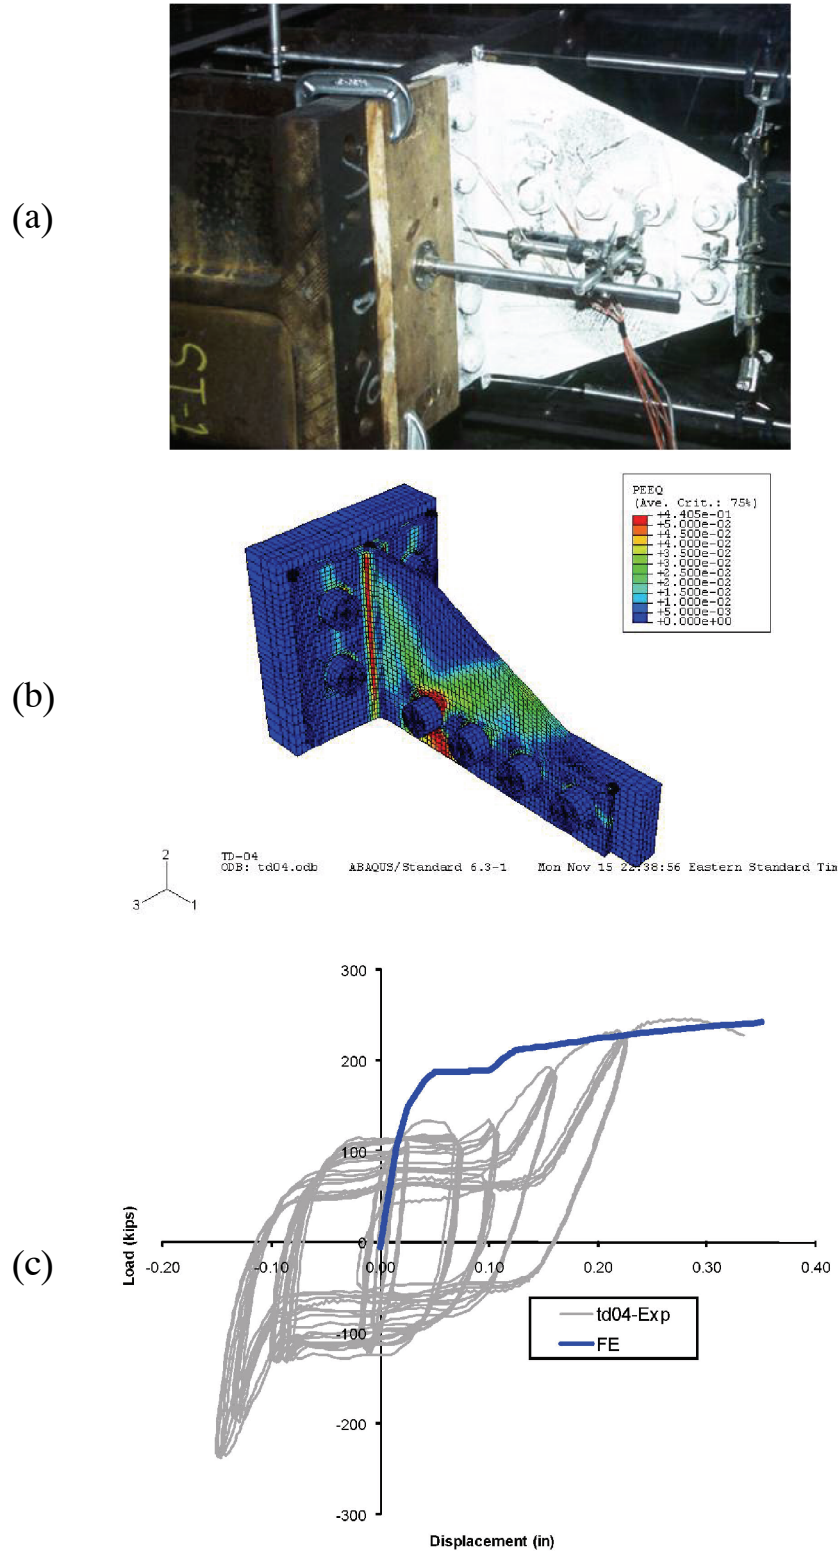 (a)
ST-2
(b)
PEEQ
(Ave. Crit.: 75%)
+4.405e-01
+5.000e-02
+4.500e-02
+4.000e-02
+3.500e-02
+3.000e-02
+2.500e-02
+2.000e-02
+1.500e-02
+1.000e-02
+5.000e-03
+0.000e+00
2
3
1
TD-04
ODB: td04.odb ABAQUS/Standard 6.3-1 Mon Nov 15 22:38:56 Eastern Standard Tim
(c)
300
200
100
0
-100
-200
-300
-0.20
-0.10
0.00
0.10
0.20
0.30
0.40
Load (kips)
td04-Exp
FE
Displacement (in)